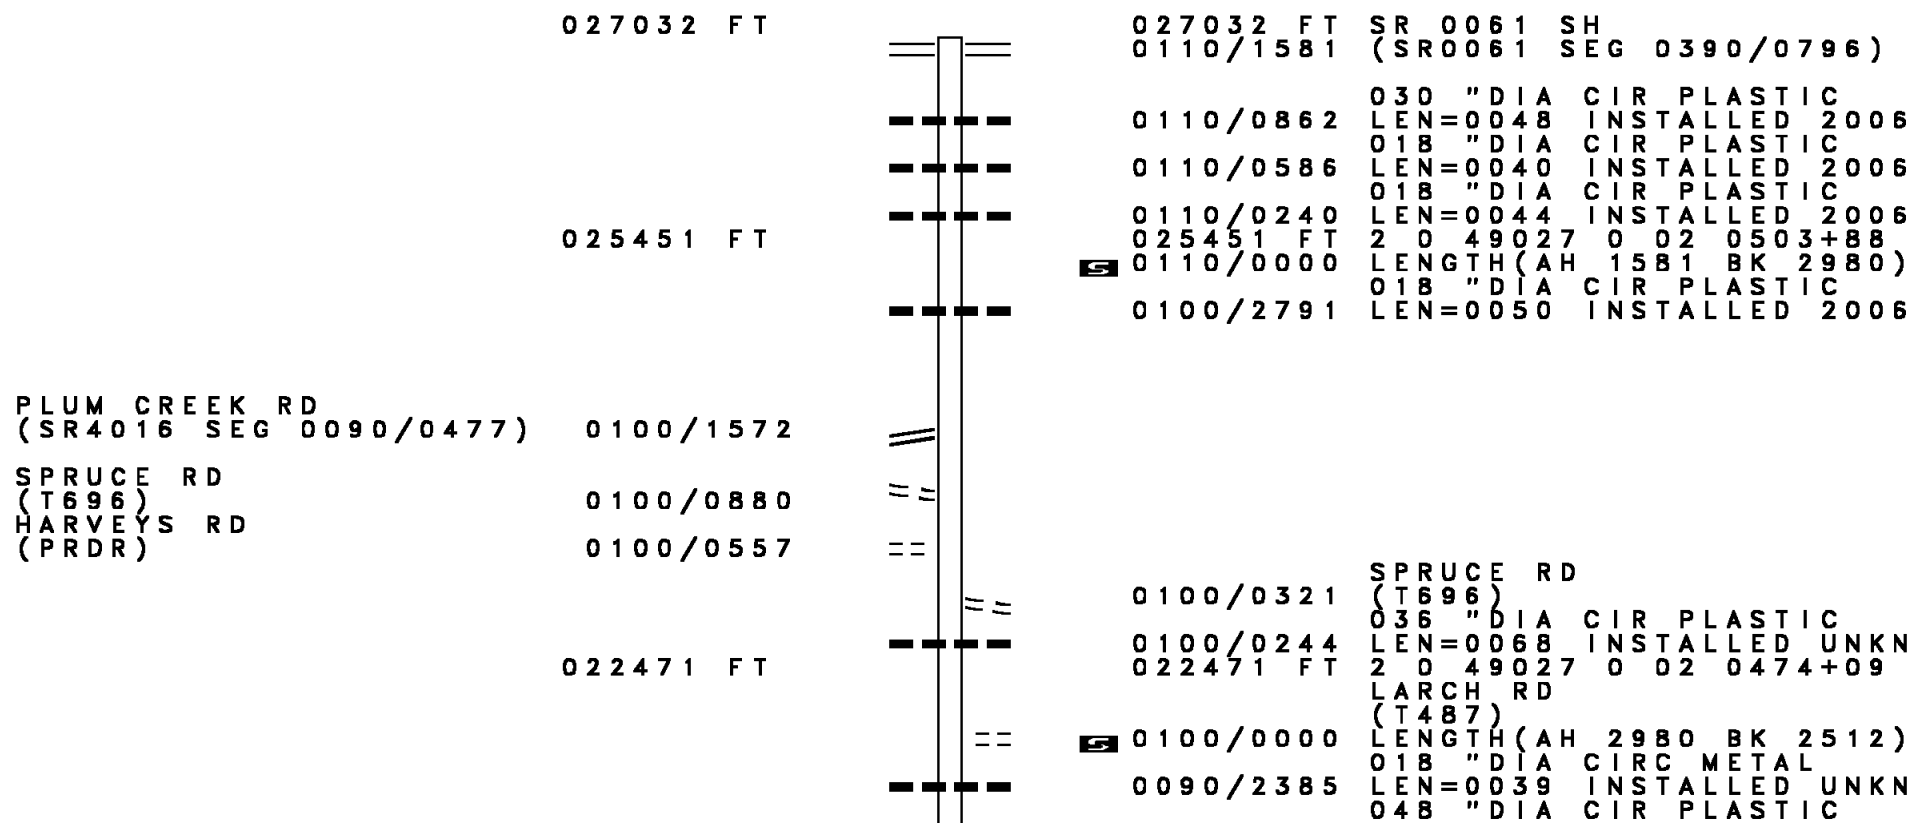 027032 FT 027032 FT SR 0061 SH
0110/1581 (SR0061 SEG 0390/0796)
030 "DIA CIR PLASTIC
0110/0862 LEN=0048 INSTALLED 2006
018 "DIA CIR PLASTIC
0110/0586 LEN=0040 INSTALLED 2006
018 "DIA CIR PLASTIC
0110/0240 LEN=0044 INSTALLED 2006
025451 FT 025451 FT 2 0 49027 0 02 0503+88
S 0110/0000 LENGTH(AH 1581 BK 2980)
018 "DIA CIR PLASTIC
0100/2791 LEN=0050 INSTALLED 2006
PLUM CREEK RD
(SR4016 SEG 0090/0477) 0100/1572
SPRUCE RD
(T696) 0100/0880
HARVEYS RD
(PRDR) 0100/0557
SPRUCE RD
0100/0321 (T696)
036 "DIA CIR PLASTIC
0100/0244 LEN=0068 INSTALLED UNKN
022471 FT 022471 FT 2 0 49027 0 02 0474+09
LARCH RD
(T487)
S 0100/0000 LENGTH(AH 2980 BK 2512)
018 "DIA CIRC METAL
0090/2385 LEN=0039 INSTALLED UNKN
048 "DIA CIR PLASTIC